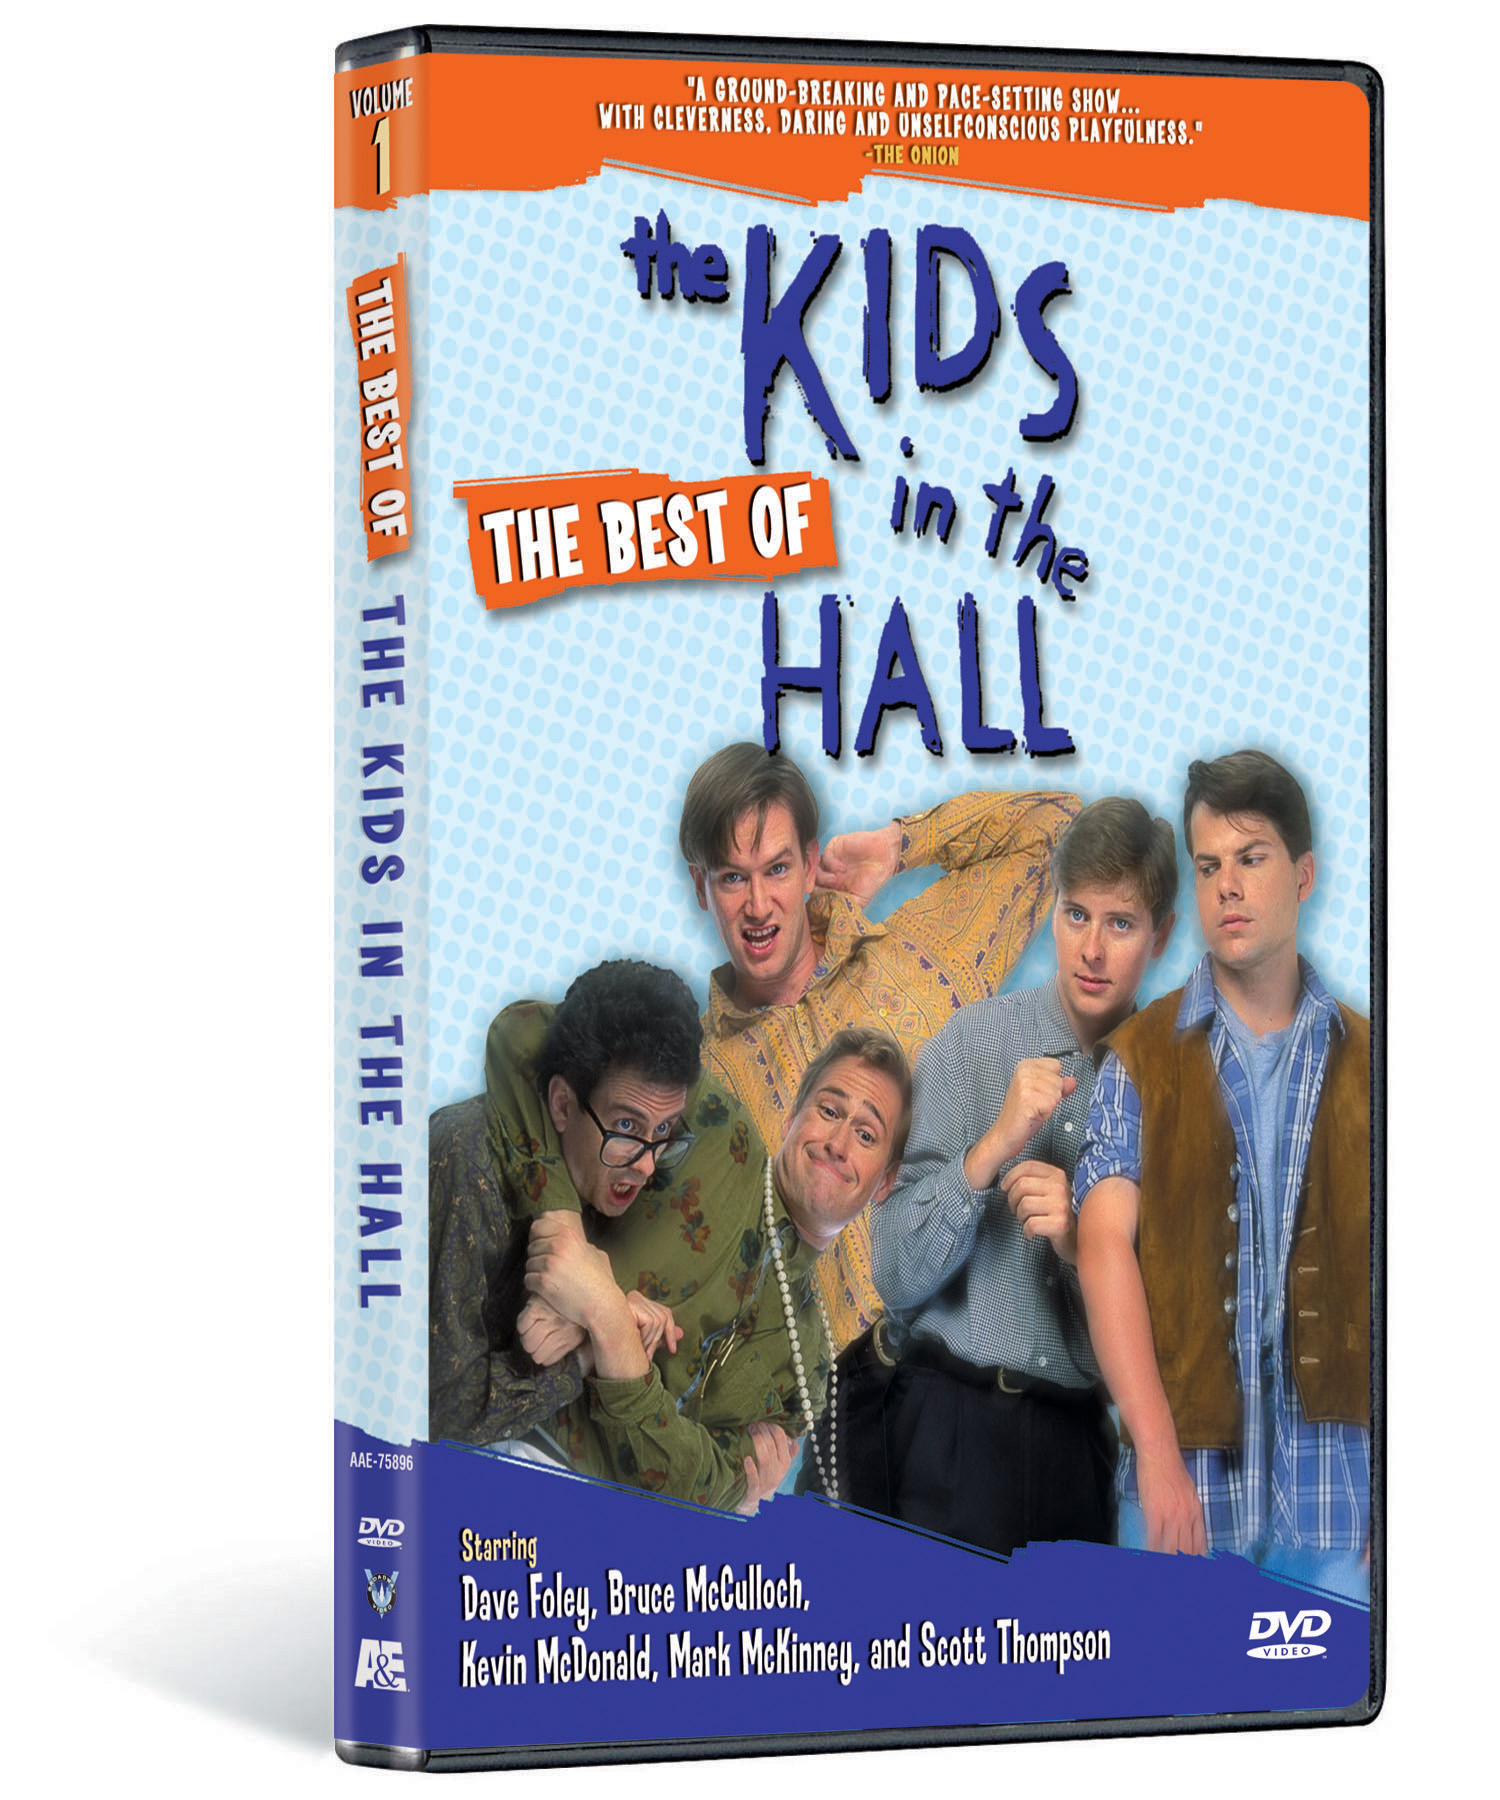 VOLUME
1
THE BEST OF
THE KIDS IN THE HALL
AAE-75896
DVD
VIDEO
BROADWAY
VIDEO
A&E
"A GROUND-BREAKING AND PACE-SETTING SHOW...
WITH CLEVERNESS, DARING AND UNSELFCONSCIOUS PLAYFULNESS."
-THE ONION
the KIDS
in the
THE BEST OF
HALL
Starring
Dave Foley, Bruce McCulloch,
Kevin McDonald, Mark McKinney, and Scott Thompson
DVD
VIDEO